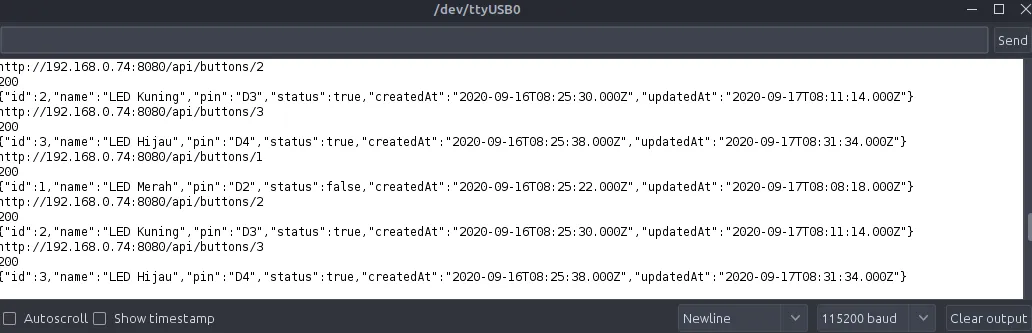 /dev/ttyUSB0
Send
http://192.168.0.74:8080/api/buttons/2
200
{"id":2,"name":"LED Kuning","pin":"D3","status":true,"createdAt":"2020-09-16T08:25:30.000Z","updatedAt":"2020-09-17T08:11:14.000Z"}
http://192.168.0.74:8080/api/buttons/3
200
{"id":3,"name":"LED Hijau","pin":"D4","status":true,"createdAt":"2020-09-16T08:25:38.000Z","updatedAt":"2020-09-17T08:31:34.000Z"}
http://192.168.0.74:8080/api/buttons/1
200
{"id":1,"name":"LED Merah","pin":"D2","status":false,"createdAt":"2020-09-16T08:25:22.000Z","updatedAt":"2020-09-17T08:08:18.000Z"}
http://192.168.0.74:8080/api/buttons/2
200
{"id":2,"name":"LED Kuning","pin":"D3","status":true,"createdAt":"2020-09-16T08:25:30.000Z","updatedAt":"2020-09-17T08:11:14.000Z"}
http://192.168.0.74:8080/api/buttons/3
200
{"id":3,"name":"LED Hijau","pin":"D4","status":true,"createdAt":"2020-09-16T08:25:38.000Z","updatedAt":"2020-09-17T08:31:34.000Z"}
Autoscroll Show timestamp Newline 115200 baud Clear output